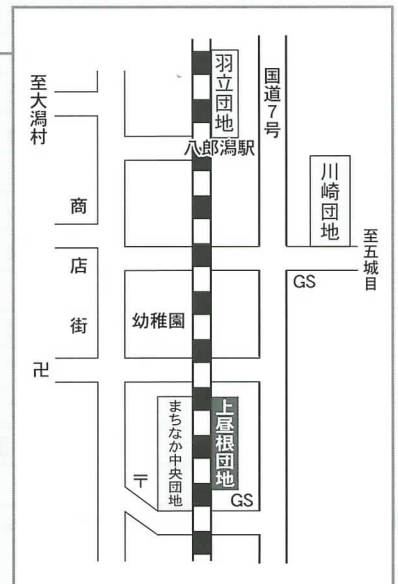 羽立団地
国道7号
至大潟村
八郎潟駅
川崎団地
商店街
至五城目
GS
幼稚園
卍
まちなか中央団地
上昼根団地
〒
GS